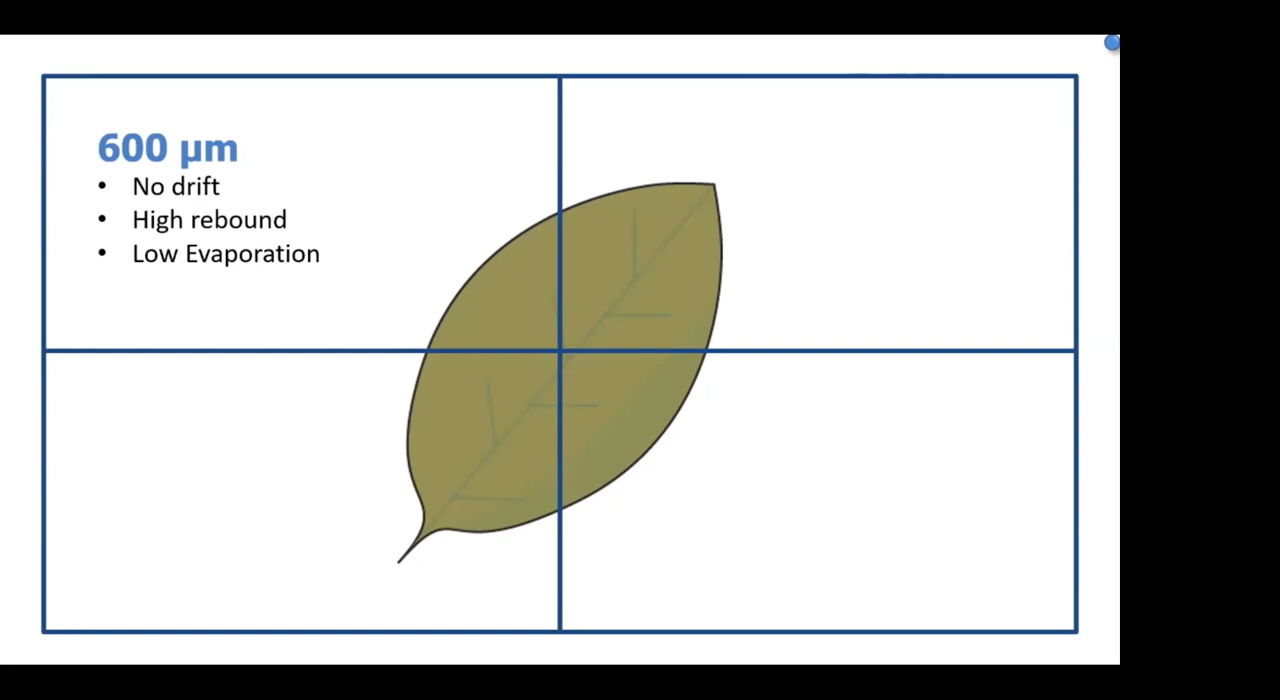 600 µm
• No drift
• High rebound
• Low Evaporation